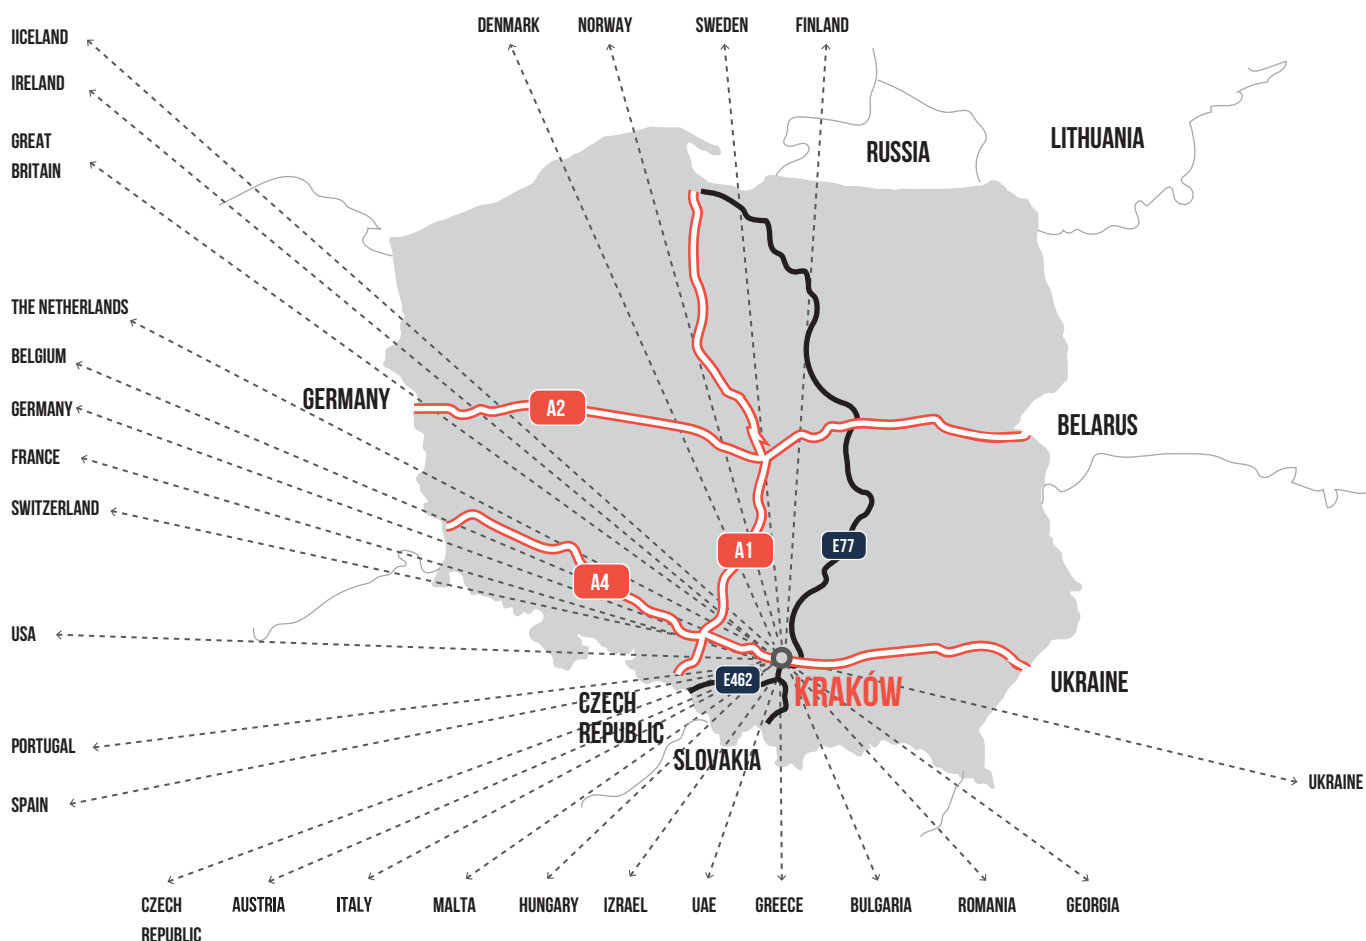 DENMARK
NORWAY
SWEDEN
FINLAND
IICELAND
IRELAND
GREAT
BRITAIN
RUSSIA
LITHUANIA
THE NETHERLANDS
BELGIUM
GERMANY
GERMANY
A2
BELARUS
FRANCE
SWITZERLAND
A1
E77
A4
USA
E462
KRAKÓW
UKRAINE
CZECH
REPUBLIC
SLOVAKIA
PORTUGAL
SPAIN
UKRAINE
CZECH
REPUBLIC
AUSTRIA
ITALY
MALTA
HUNGARY
IZRAEL
UAE
GREECE
BULGARIA
ROMANIA
GEORGIA